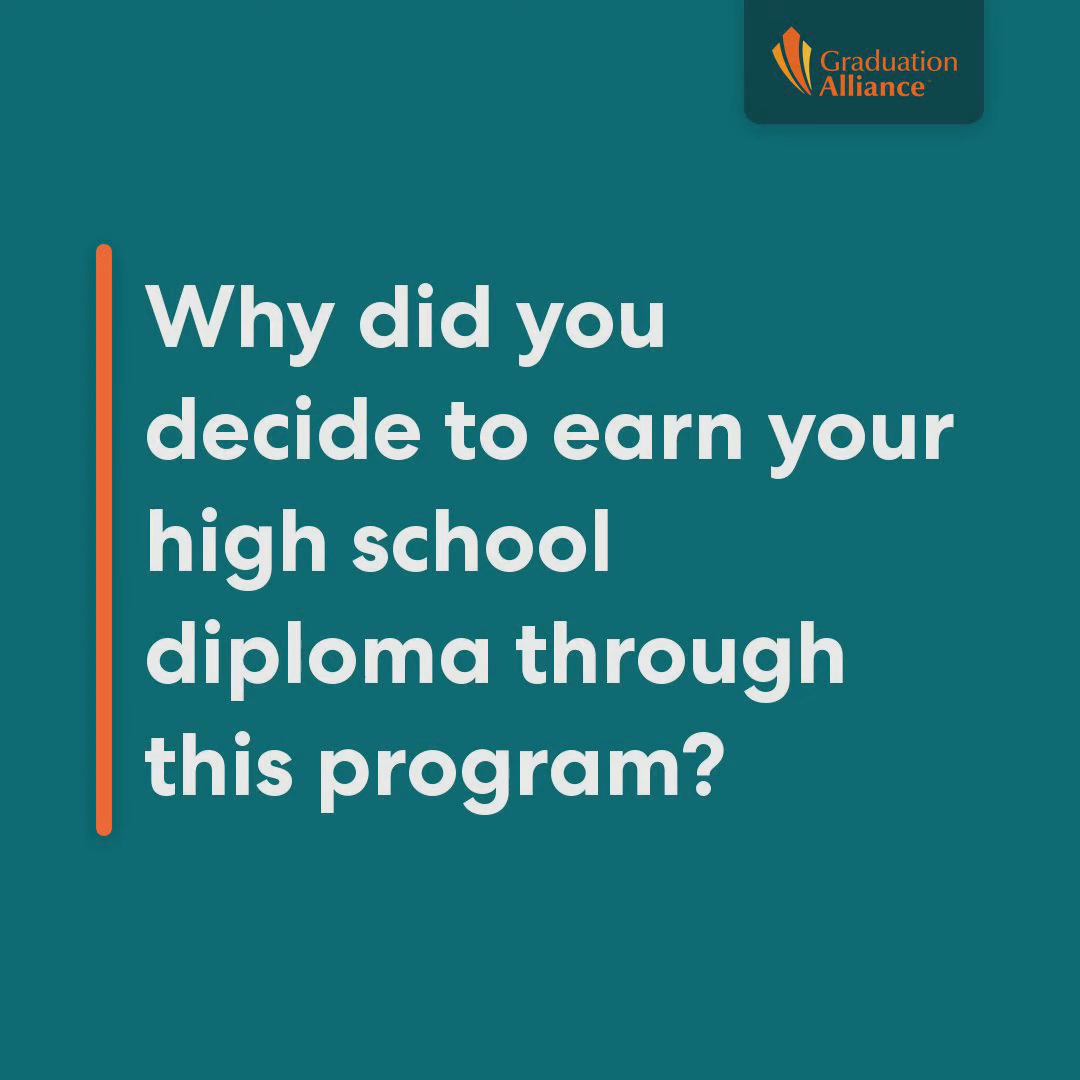 Graduation
Alliance
Why did you
decide to earn your
high school
diploma through
this program?